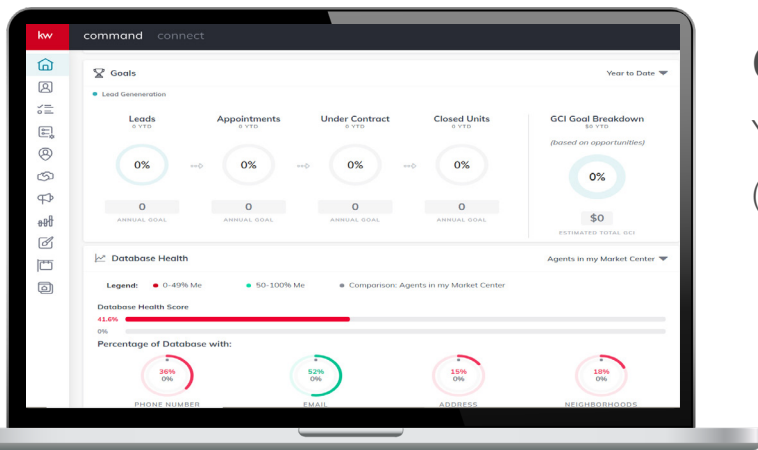 kw command connect
Goals Year to Date
Lead Geneneration
Leads Appointments Under Contract Closed Units GCI Goal Breakdown
0 YTD 0 YTD 0 YTD 0 YTD $0 YTD
(based on opportunities)
0% 0% 0% 0% 0%
0 0 0 0 $0
ANNUAL GOAL ANNUAL GOAL ANNUAL GOAL ANNUAL GOAL ESTIMATED TOTAL GCI
Database Health Agents in my Market Center
Legend: 0-49% Me 50-100% Me Comparison: Agents in my Market Center
Database Health Score
41.6%
0%
Percentage of Database with:
36% 52% 15% 18%
0% 0% 0% 0%
PHONE NUMBER EMAIL ADDRESS NEIGHBORHOODS